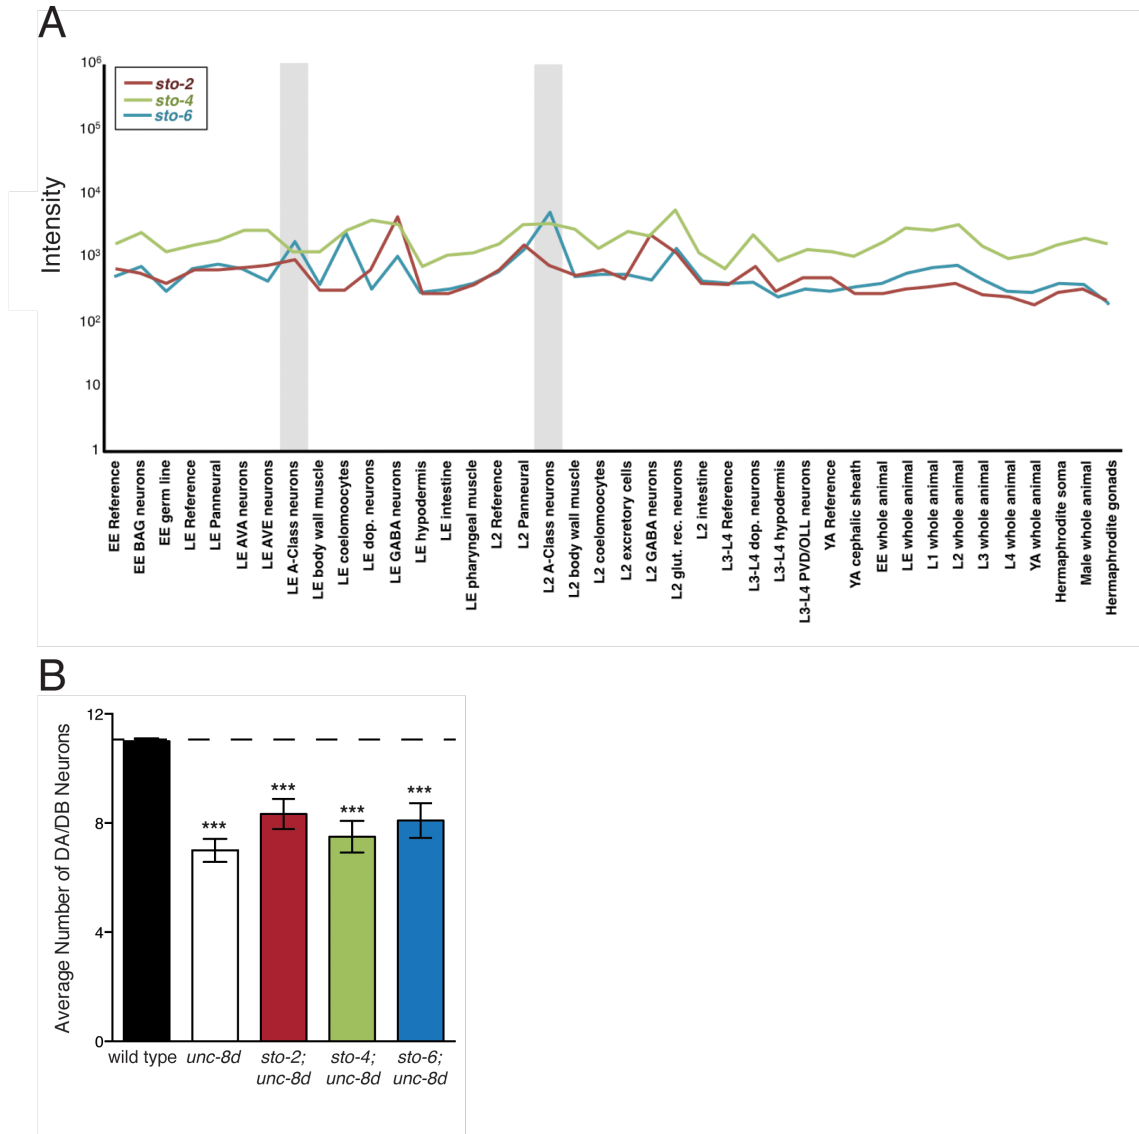 A
Intensity
10⁶
10⁵
10⁴
10³
10²
10
1
sto-2
sto-4
sto-6
EE Reference
EE BAG neurons
EE germ line
LE Reference
LE Panneural
LE AVA neurons
LE AVE neurons
LE A-Class neurons
LE body wall muscle
LE coelomoocytes
LE dop. neurons
LE GABA neurons
LE hypodermis
LE intestine
LE pharyngeal muscle
L2 Reference
L2 Panneural
L2 A-Class neurons
L2 body wall muscle
L2 coelomoocytes
L2 excretory cells
L2 GABA neurons
L2 glut. rec. neurons
L2 intestine
L3-L4 Reference
L3-L4 dop. neurons
L3-L4 hypodermis
L3-L4 PVD/OLL neurons
YA Reference
YA cephalic sheath
EE whole animal
LE whole animal
L1 whole animal
L2 whole animal
L3 whole animal
L4 whole animal
YA whole animal
Hermaphrodite soma
Male whole animal
Hermaphrodite gonads
B
Average Number of DA/DB Neurons
12
8
4
0
***
***
***
***
wild type
unc-8d
sto-2;
unc-8d
sto-4;
unc-8d
sto-6;
unc-8d